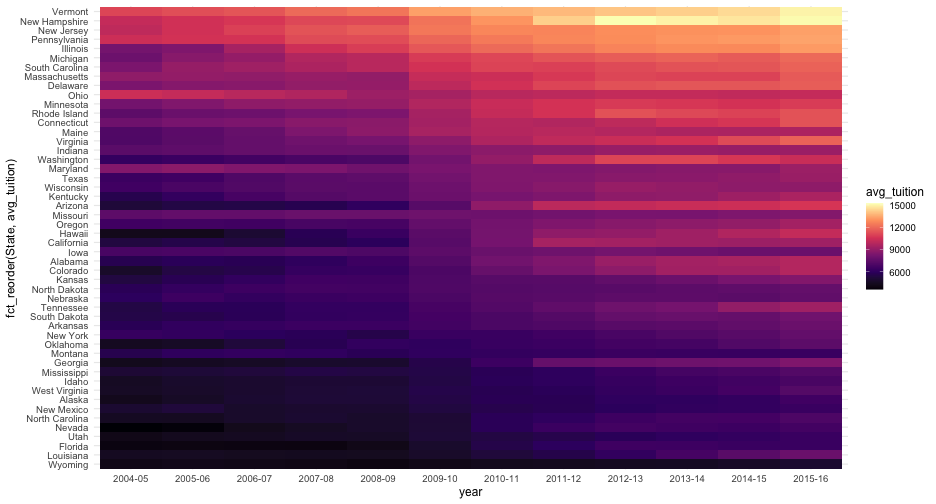 Vermont
New Hampshire
New Jersey
Pennsylvania
Illinois
Michigan
South Carolina
Massachusetts
Delaware
Ohio
Minnesota
Rhode Island
Connecticut
Maine
Virginia
Indiana
Washington
Maryland
Texas
Wisconsin
Kentucky
Arizona
Missouri
Oregon
Hawaii
California
Iowa
Alabama
Colorado
Kansas
North Dakota
Nebraska
Tennessee
South Dakota
Arkansas
New York
Oklahoma
Montana
Georgia
Mississippi
Idaho
West Virginia
Alaska
New Mexico
North Carolina
Nevada
Utah
Florida
Louisiana
Wyoming
fct_reorder(State, avg_tuition)
2004-05 2005-06 2006-07 2007-08 2008-09 2009-10 2010-11 2011-12 2012-13 2013-14 2014-15 2015-16
year
avg_tuition
15000
12000
9000
6000